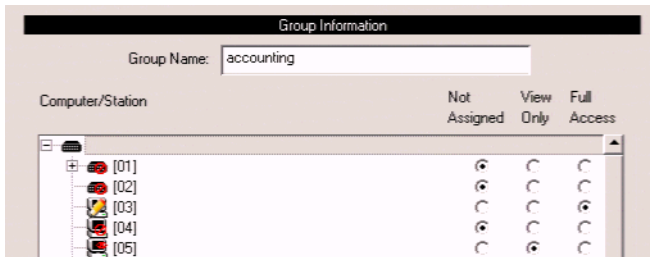 Group Information
Group Name: accounting
Computer/Station Not Assigned View Only Full Access
[01]
[02]
[03]
[04]
[05]